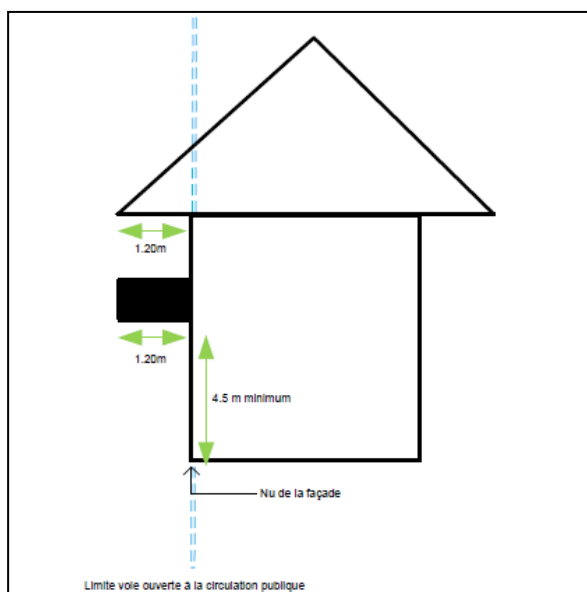 1.20m
1.20m
4.5 m minimum
Nu de la façade
Limite voie ouverte à la circulation publique